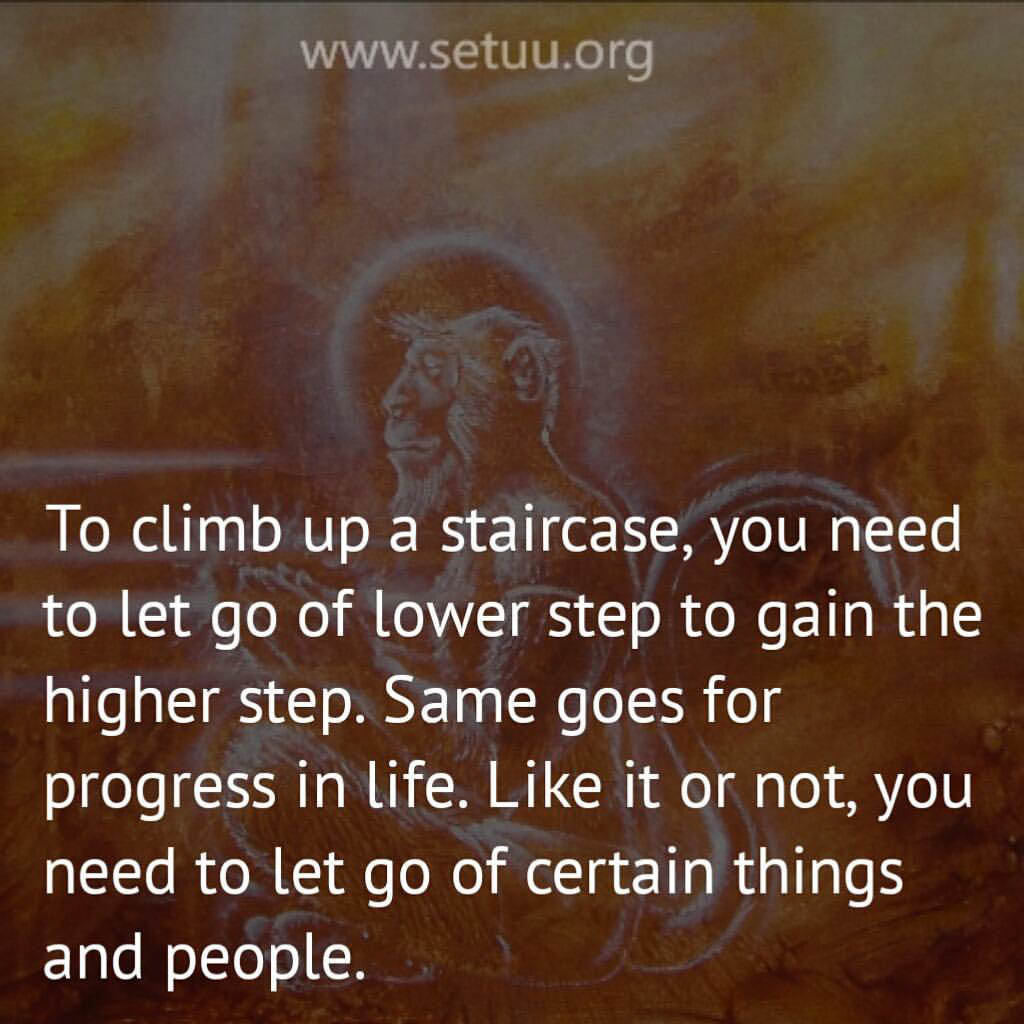 www.setuu.org
To climb up a staircase, you need
to let go of lower step to gain the
higher step. Same goes for
progress in life. Like it or not, you
need to let go of certain things
and people.